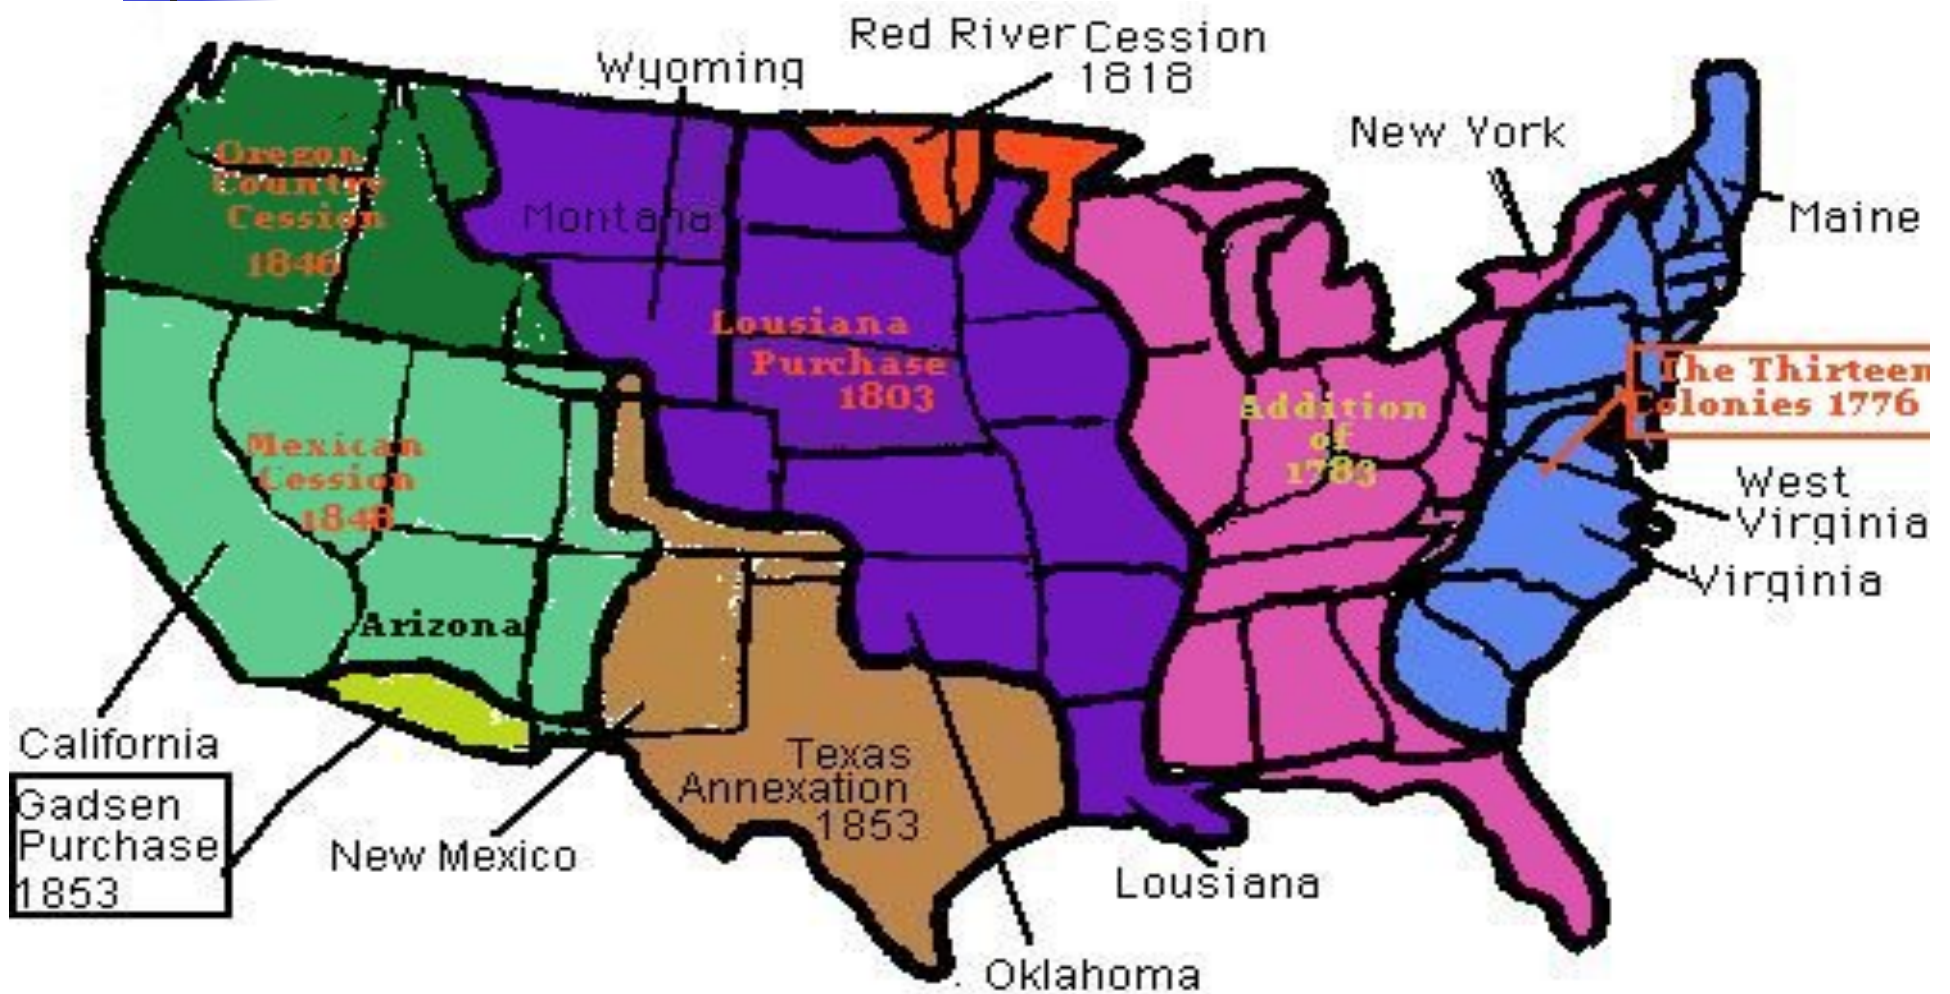 Red River Cession
1818
Wyoming
New York
Oregon
Country
Cession
1846
Montana
Maine
Lousiana
Purchase
1803
The Thirteen
Colonies 1776
Addition
of
1783
Mexican
Cession
1848
West
Virginia
Virginia
Arizona
California
Gadsen
Purchase
1853
New Mexico
Texas
Annexation
1853
Lousiana
Oklahoma